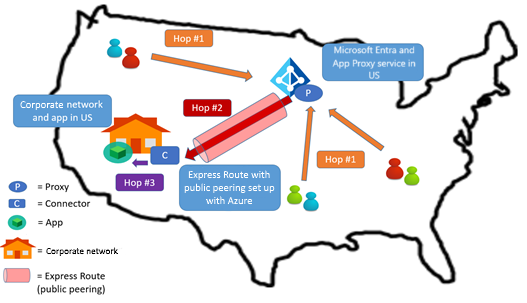 Hop #1
Microsoft Entra and
App Proxy service in
US
P
Corporate network
and app in US
Hop #2
C
Hop #3
Express Route with
public peering set up
with Azure
Hop #1
P = Proxy
C = Connector
= App
= Corporate network
= Express Route
(public peering)